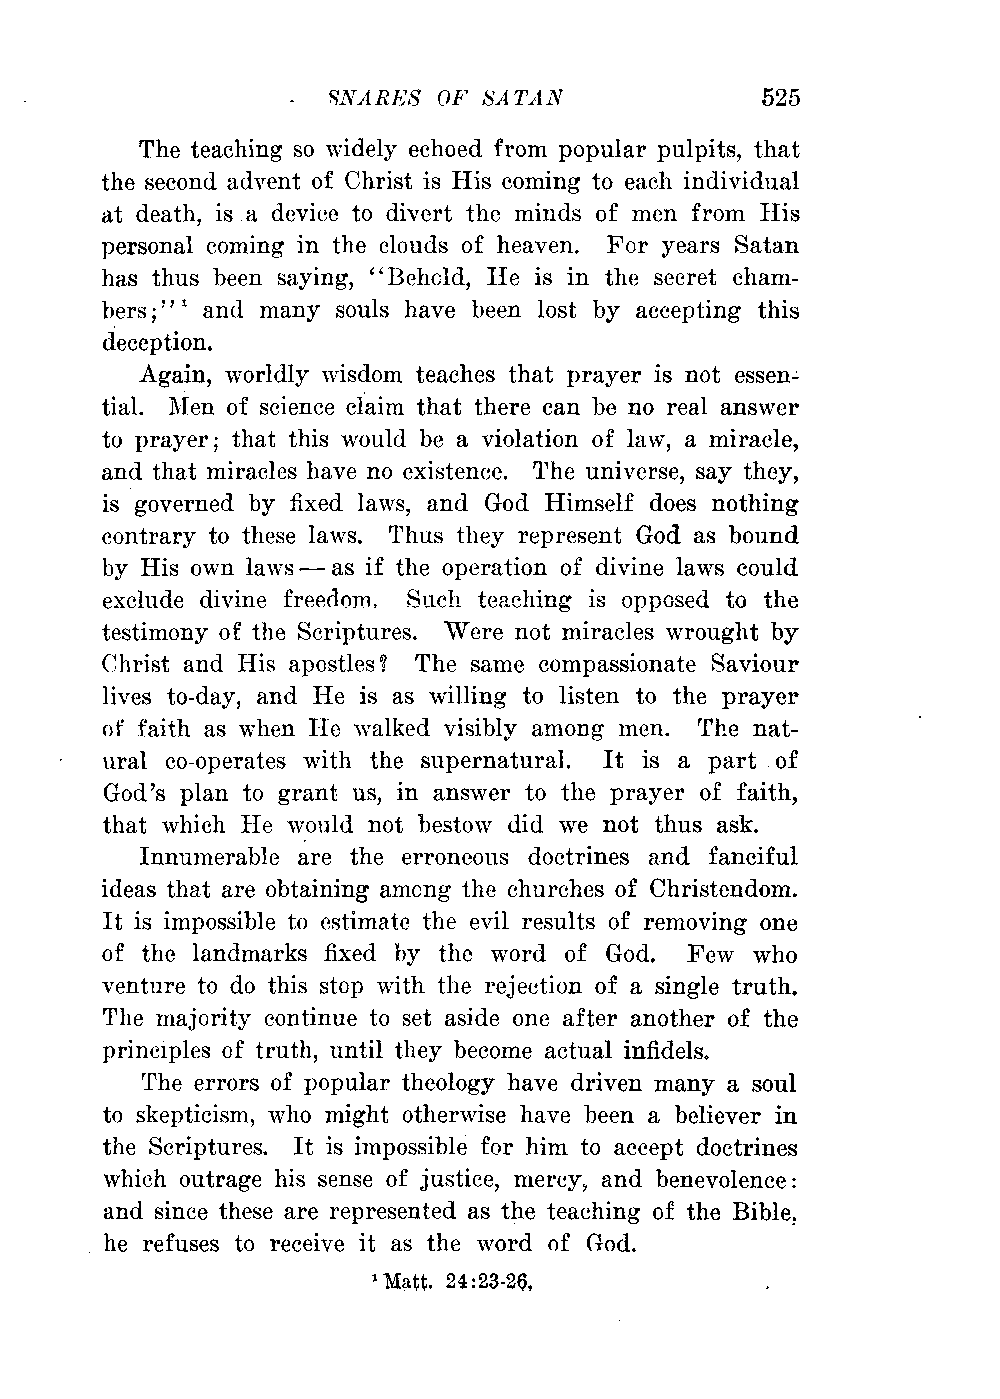 SNARES OF SATAN 525
The teaching so widely echoed from popular pulpits, that
the second advent of Christ is His coming to each individual
at death, is a device to divert the minds of men from His
personal coming in the clouds of heaven. For years Satan
has thus been saying, “Behold, He is in the secret cham-
bers;”¹ and many souls have been lost by accepting this
deception.
Again, worldly wisdom teaches that prayer is not essen-
tial. Men of science claim that there can be no real answer
to prayer; that this would be a violation of law, a miracle,
and that miracles have no existence. The universe, say they,
is governed by fixed laws, and God Himself does nothing
contrary to these laws. Thus they represent God as bound
by His own laws — as if the operation of divine laws could
exclude divine freedom. Such teaching is opposed to the
testimony of the Scriptures. Were not miracles wrought by
Christ and His apostles? The same compassionate Saviour
lives to-day, and He is as willing to listen to the prayer
of faith as when He walked visibly among men. The nat-
ural co-operates with the supernatural. It is a part of
God’s plan to grant us, in answer to the prayer of faith,
that which He would not bestow did we not thus ask.
Innumerable are the erroneous doctrines and fanciful
ideas that are obtaining among the churches of Christendom.
It is impossible to estimate the evil results of removing one
of the landmarks fixed by the word of God. Few who
venture to do this stop with the rejection of a single truth.
The majority continue to set aside one after another of the
principles of truth, until they become actual infidels.
The errors of popular theology have driven many a soul
to skepticism, who might otherwise have been a believer in
the Scriptures. It is impossible for him to accept doctrines
which outrage his sense of justice, mercy, and benevolence:
and since these are represented as the teaching of the Bible,
he refuses to receive it as the word of God.
¹ Matt. 24:23-26.